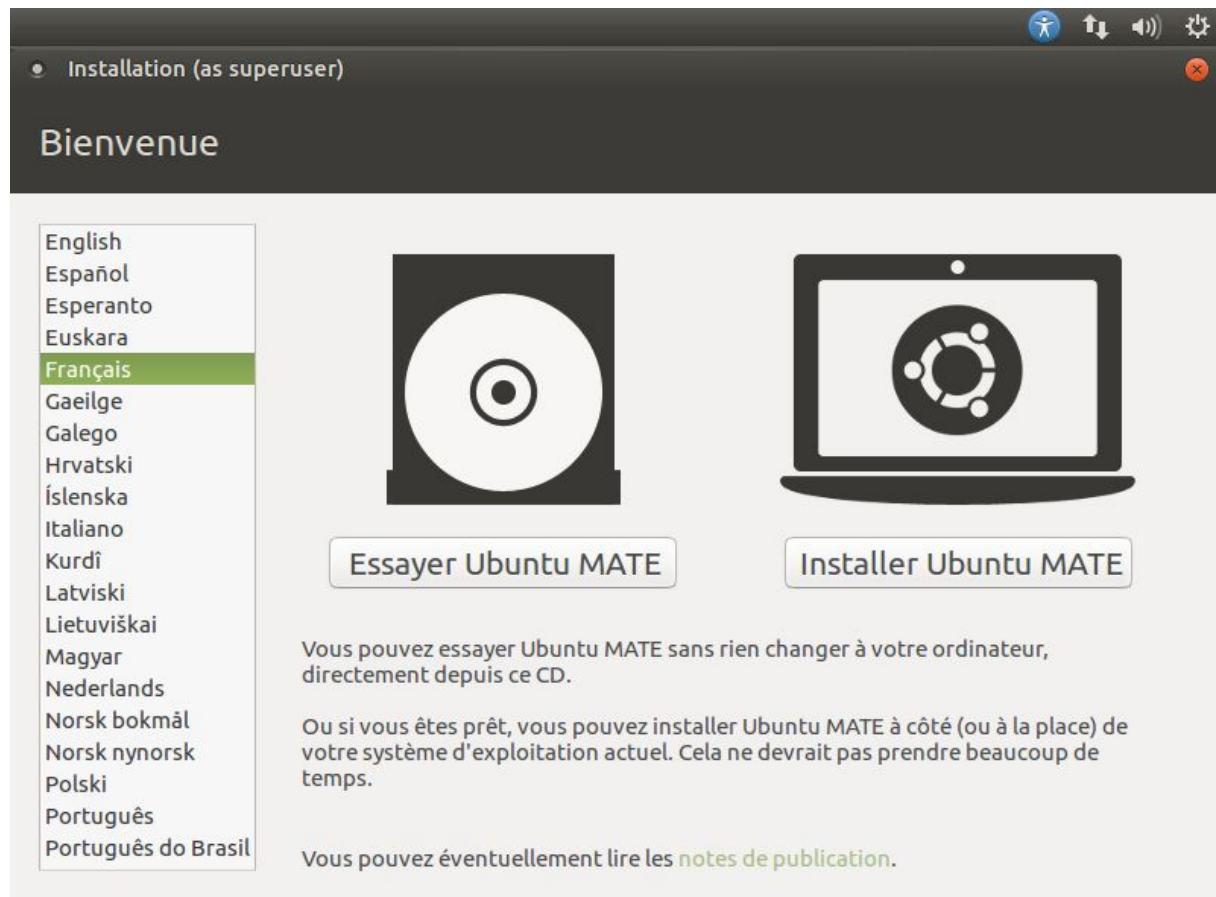 Installation (as superuser)
Bienvenue
English
Español
Esperanto
Euskara
Français
Gaeilge
Galego
Hrvatski
Íslenska
Italiano
Kurdî
Latviski
Lietuviškai
Magyar
Nederlands
Norsk bokmål
Norsk nynorsk
Polski
Português
Português do Brasil
Essayer Ubuntu MATE
Installer Ubuntu MATE
Vous pouvez essayer Ubuntu MATE sans rien changer à votre ordinateur,
directement depuis ce CD.
Ou si vous êtes prêt, vous pouvez installer Ubuntu MATE à côté (ou à la place) de
votre système d'exploitation actuel. Cela ne devrait pas prendre beaucoup de
temps.
Vous pouvez éventuellement lire les notes de publication.